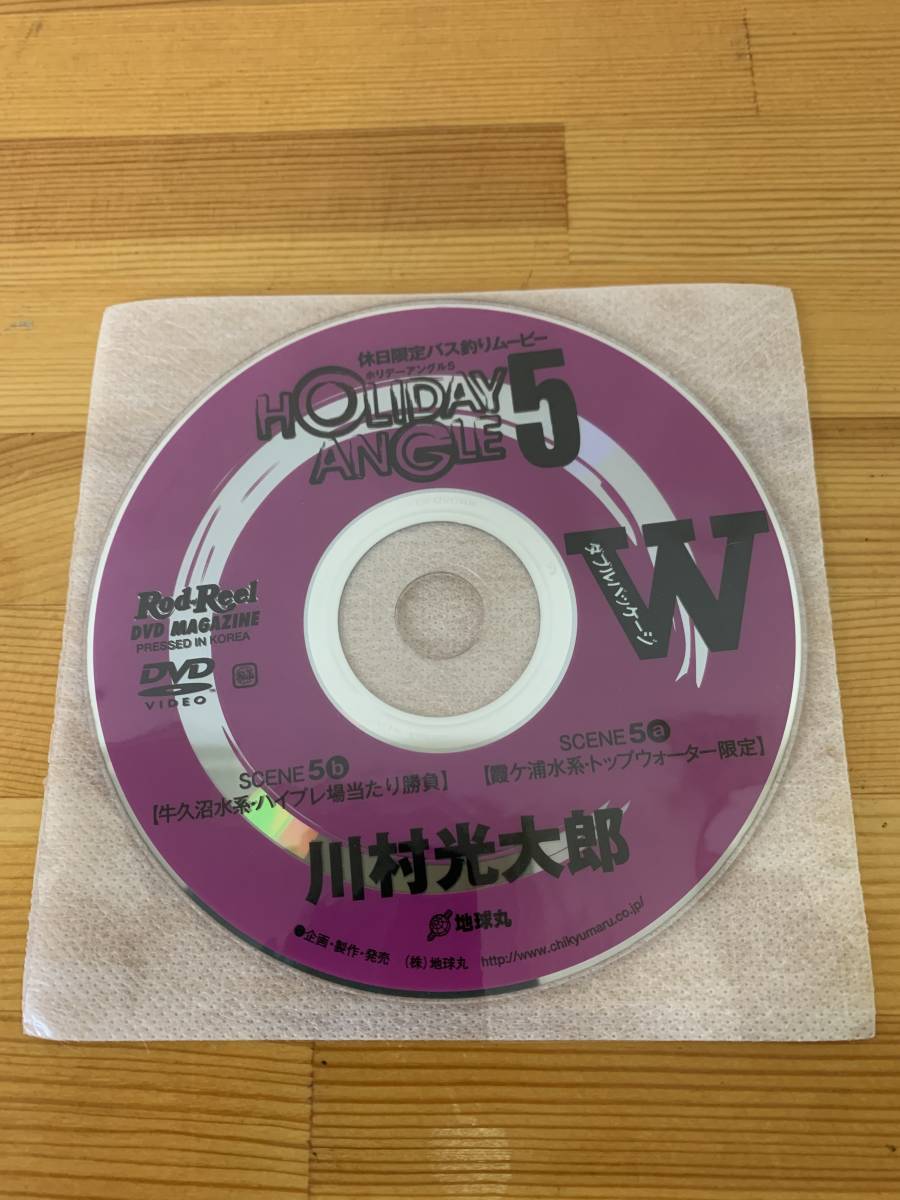 休日限定バス釣りムービー
ホリデーアングル5
HOLIDAY
ANGLE 5
W
ダブルパッケージ
Rod and Reel
DVD MAGAZINE
PRESSED IN KOREA
DVD
VIDEO
SCENE 5a
【霞ケ浦水系・トップウォーター限定】
SCENE 5b
【牛久沼水系・ハイプレ場当たり勝負】
川村光大郎
地球丸
●企画・製作・発売 (株)地球丸 http://www.chikyumaru.co.jp/